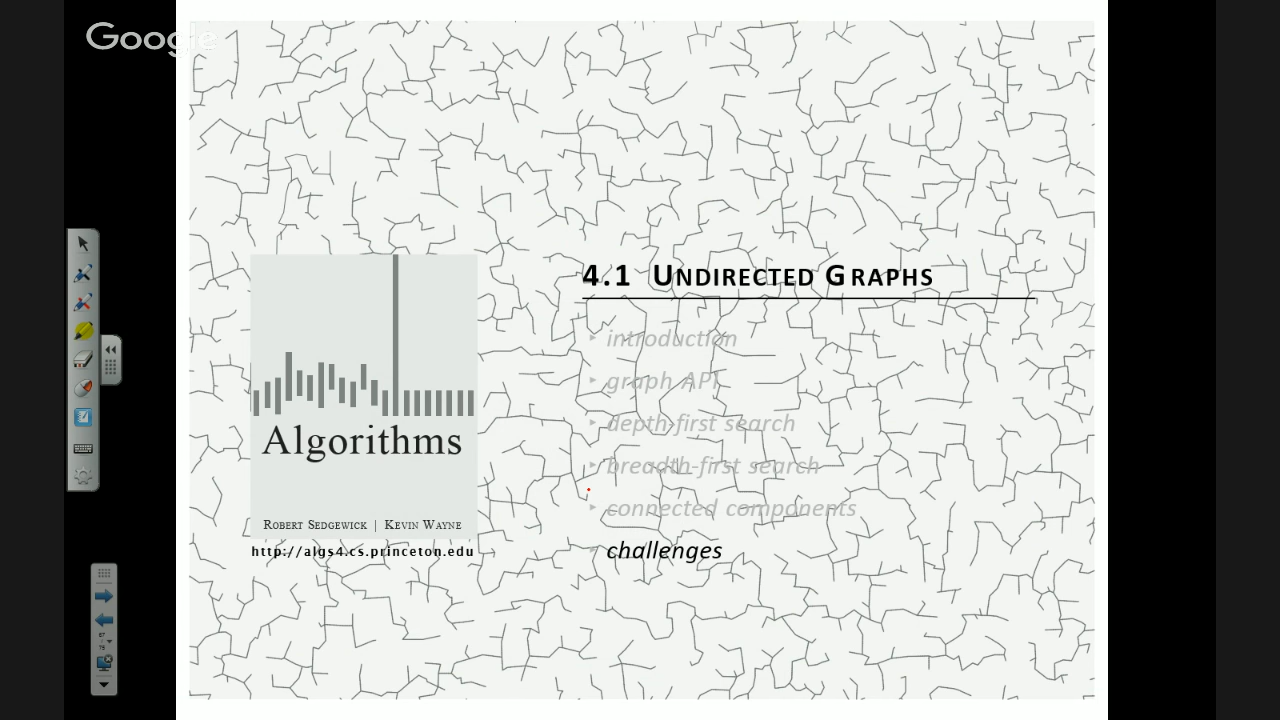 Google
4.1 UNDIRECTED GRAPHS
introduction
graph API
depth-first search
breadth-first search
connected components
challenges
Algorithms
ROBERT SEDGEWICK | KEVIN WAYNE
http://algs4.cs.princeton.edu